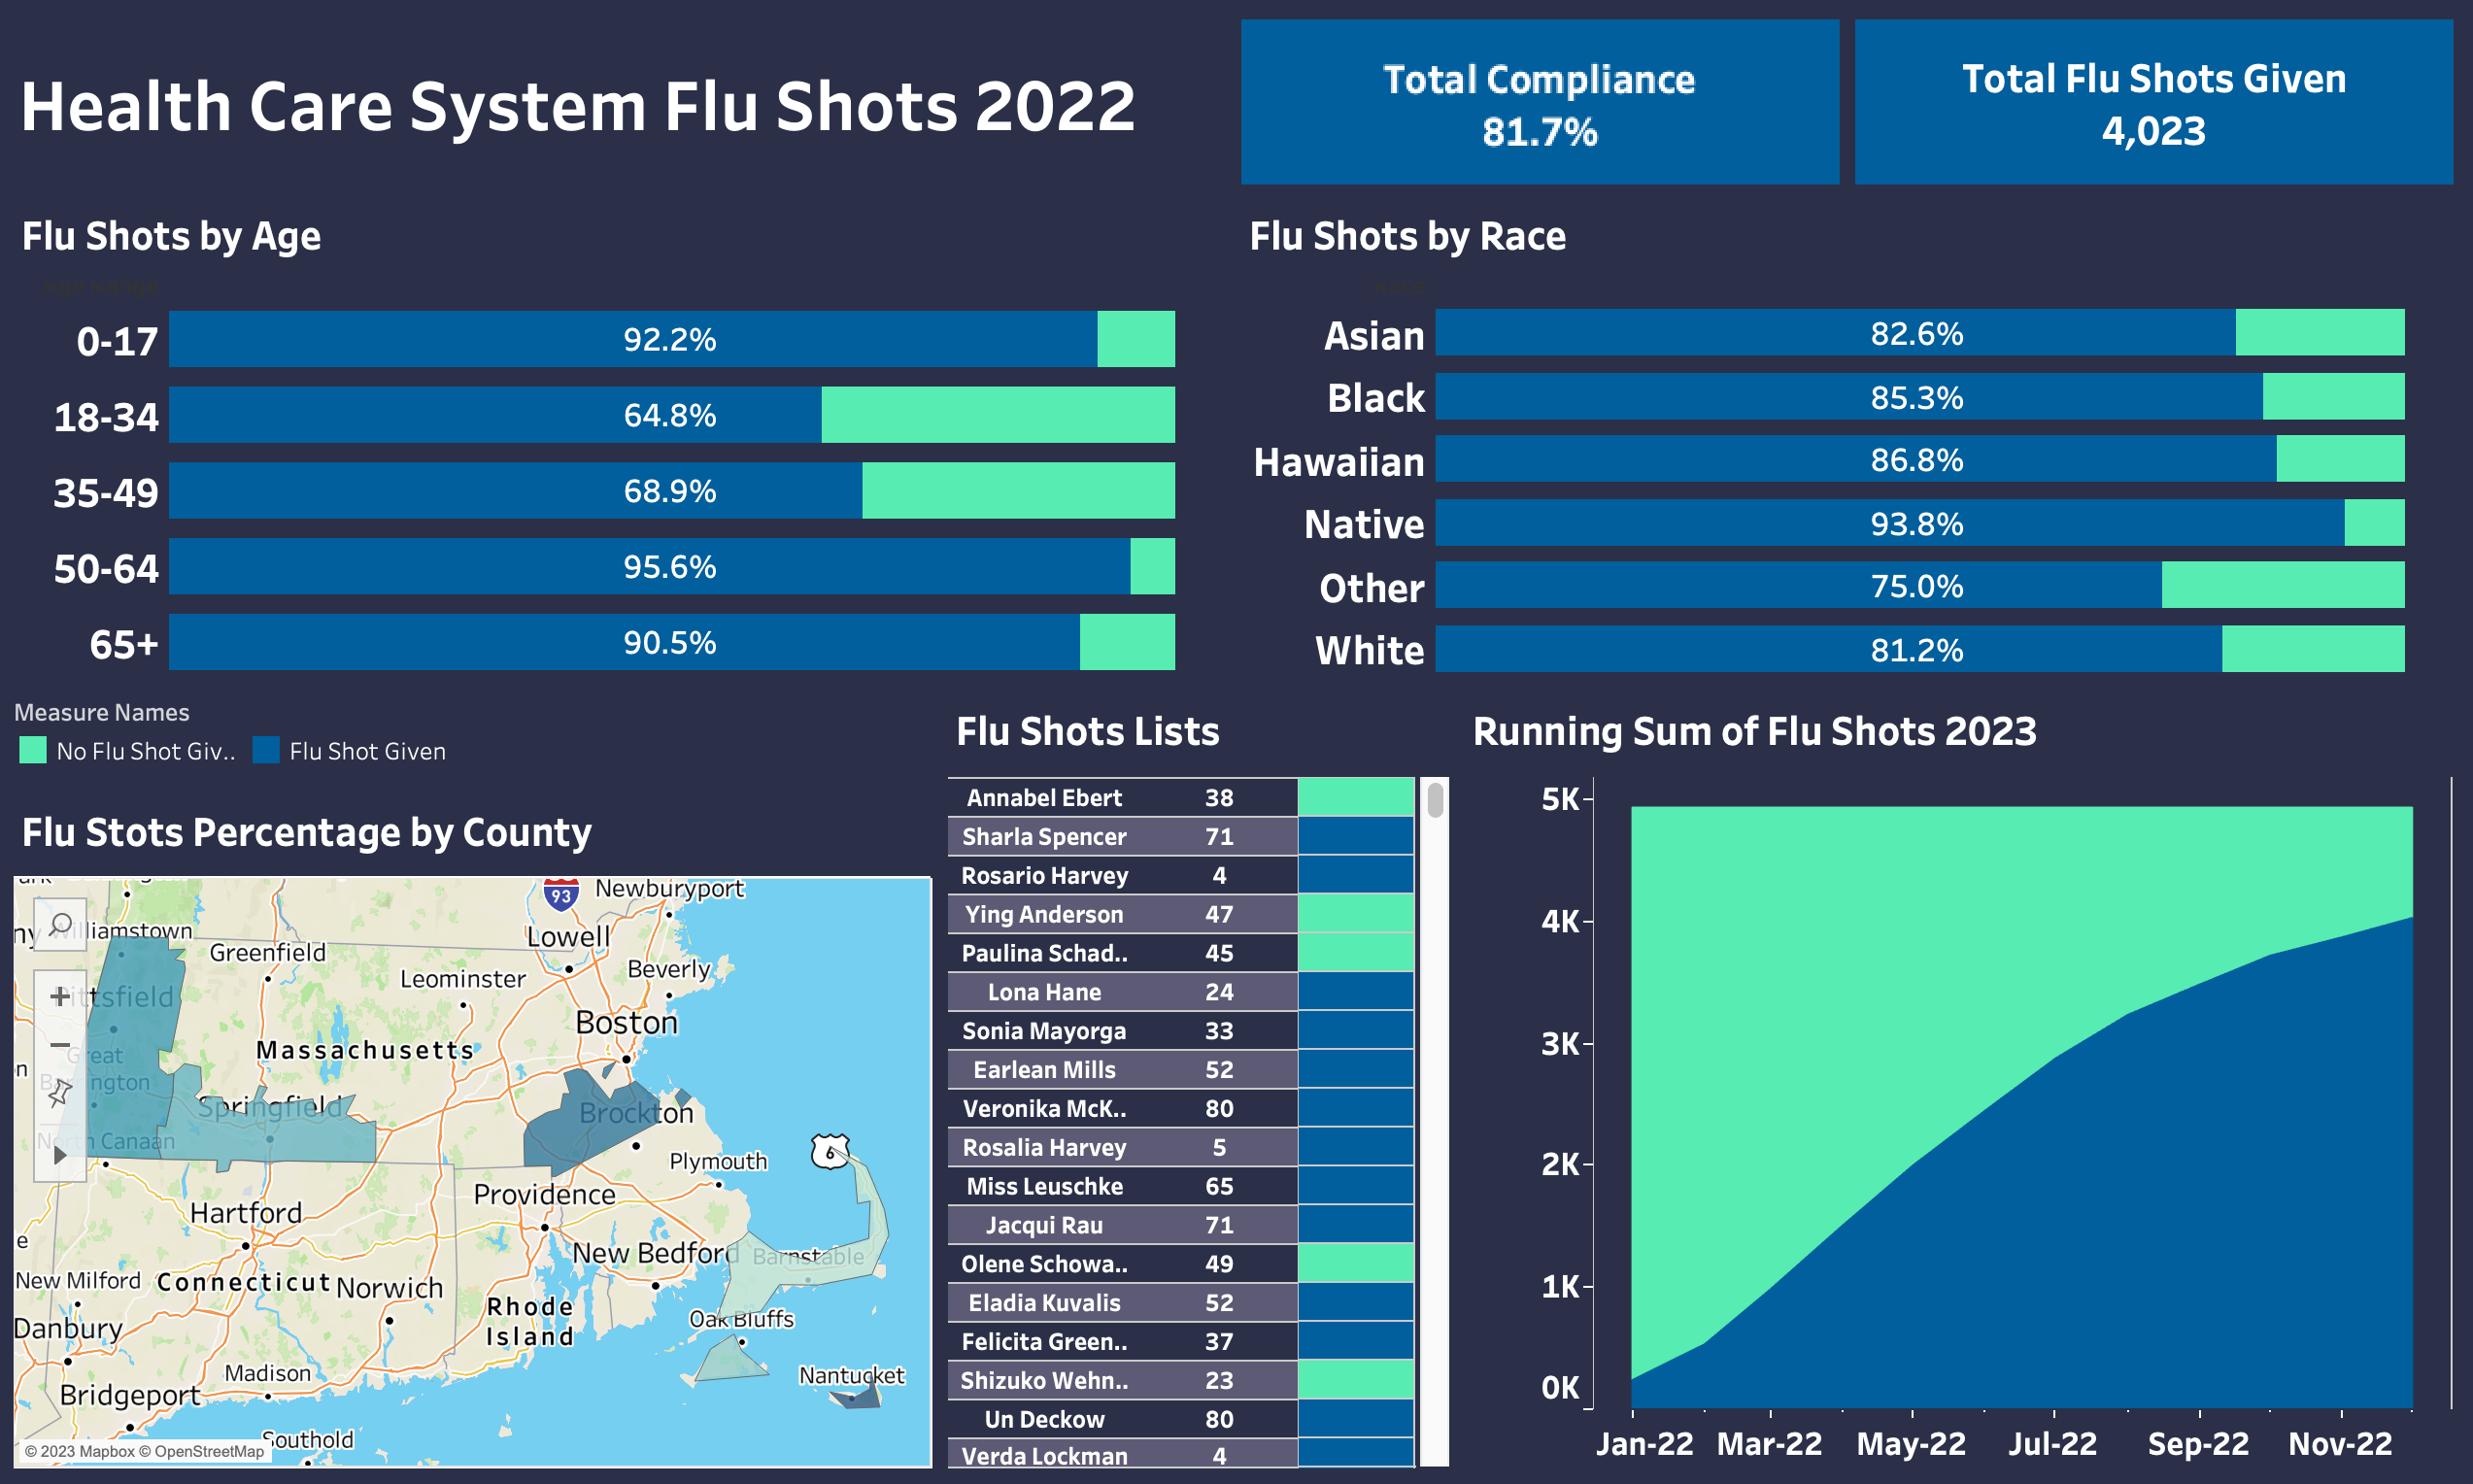 Health Care System Flu Shots 2022
Total Compliance
81.7%
Total Flu Shots Given
4,023
Flu Shots by Age
Age Range
0-17 92.2%
18-34 64.8%
35-49 68.9%
50-64 95.6%
65+ 90.5%
Flu Shots by Race
Race
Asian 82.6%
Black 85.3%
Hawaiian 86.8%
Native 93.8%
Other 75.0%
White 81.2%
Measure Names
No Flu Shot Giv..
Flu Shot Given
Flu Stots Percentage by County
93
Newburyport
Williamstown
Lowell
Greenfield
Leominster
Beverly
Pittsfield
Boston
Massachusetts
Great
Springfield
Brockton
North Canaan
6
Plymouth
Providence
Hartford
New Bedford
Barnstable
New Milford
Connecticut
Norwich
Rhode
Island
Oak Bluffs
Danbury
Madison
Nantucket
Bridgeport
Southold
© 2023 Mapbox © OpenStreetMap
Flu Shots Lists
Annabel Ebert 38
Sharla Spencer 71
Rosario Harvey 4
Ying Anderson 47
Paulina Schad.. 45
Lona Hane 24
Sonia Mayorga 33
Earlean Mills 52
Veronika McK.. 80
Rosalia Harvey 5
Miss Leuschke 65
Jacqui Rau 71
Olene Schowa.. 49
Eladia Kuvalis 52
Felicita Green.. 37
Shizuko Wehn.. 23
Un Deckow 80
Verda Lockman 4
Running Sum of Flu Shots 2023
5K
4K
3K
2K
1K
0K
Jan-22 Mar-22 May-22 Jul-22 Sep-22 Nov-22